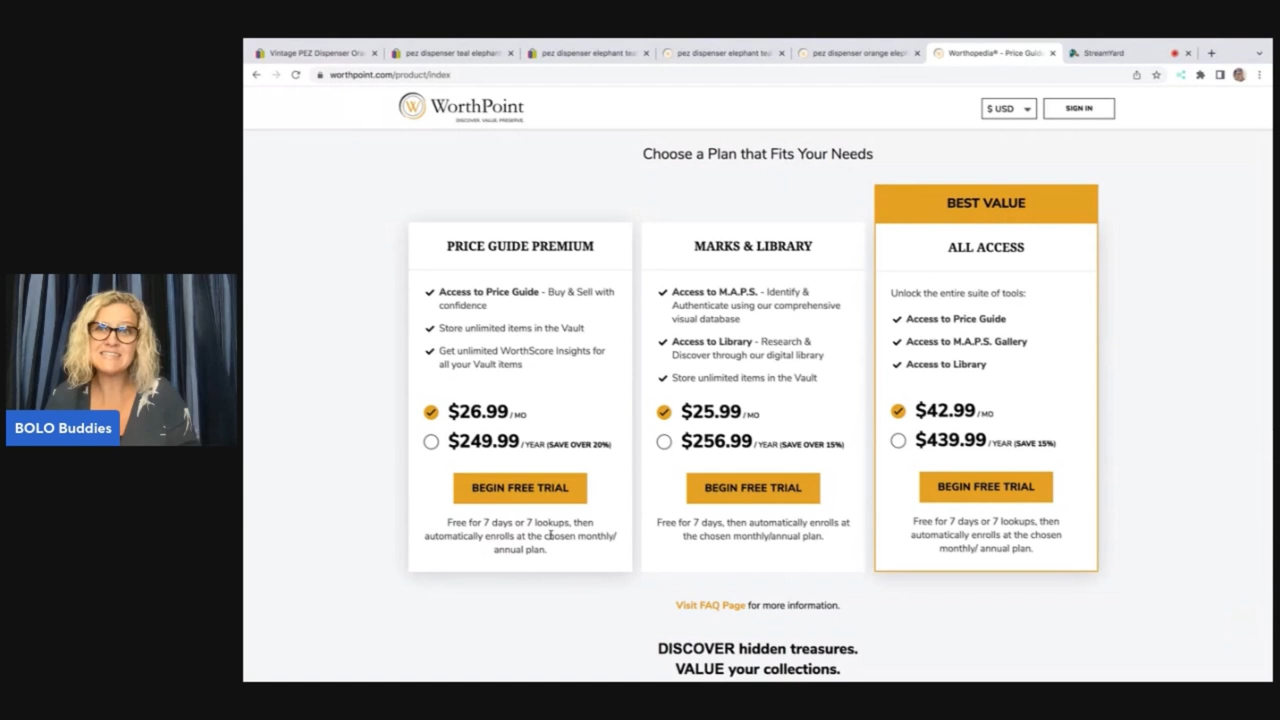 Vintage PEZ Dispenser Ora
pez dispenser teal elephan
pez dispenser elephant tea
pez dispenser elephant tea
pez dispenser orange elep
Worthopedia® - Price Guid
StreamYard
worthpoint.com/product/index
W WorthPoint
DISCOVER. VALUE. PRESERVE.
$ USD
SIGN IN
Choose a Plan that Fits Your Needs
PRICE GUIDE PREMIUM
Access to Price Guide - Buy & Sell with
confidence
Store unlimited items in the Vault
Get unlimited WorthScore Insights for
all your Vault items
$26.99 / MO
$249.99 / YEAR (SAVE OVER 20%)
BEGIN FREE TRIAL
Free for 7 days or 7 lookups, then
automatically enrolls at the chosen monthly/
annual plan.
MARKS & LIBRARY
Access to M.A.P.S. - Identify &
Authenticate using our comprehensive
visual database
Access to Library - Research &
Discover through our digital library
Store unlimited items in the Vault
$25.99 / MO
$256.99 / YEAR (SAVE OVER 15%)
BEGIN FREE TRIAL
Free for 7 days, then automatically enrolls at
the chosen monthly/annual plan.
BEST VALUE
ALL ACCESS
Unlock the entire suite of tools:
Access to Price Guide
Access to M.A.P.S. Gallery
Access to Library
$42.99 / MO
$439.99 / YEAR (SAVE 15%)
BEGIN FREE TRIAL
Free for 7 days or 7 lookups, then
automatically enrolls at the chosen
monthly/ annual plan.
Visit FAQ Page for more information.
DISCOVER hidden treasures.
VALUE your collections.
BOLO Buddies